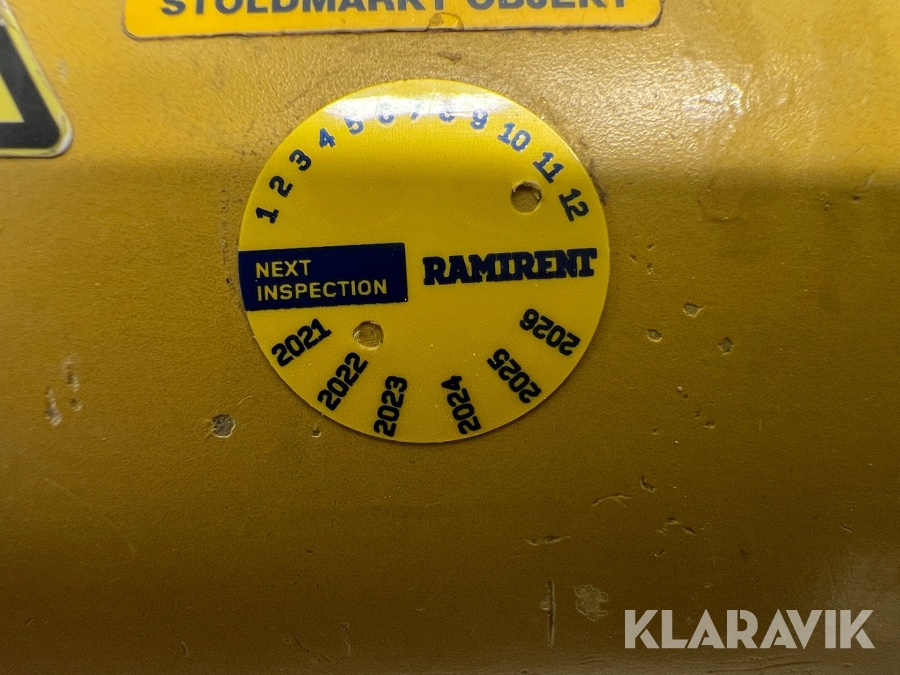 STÖLDMÄRKT OBJEKT
1 2 3 4 5 6 7 8 9 10 11 12
NEXT
INSPECTION
RAMIRENT
2021 2022 2023 2024 2025 2026
KLARAVIK